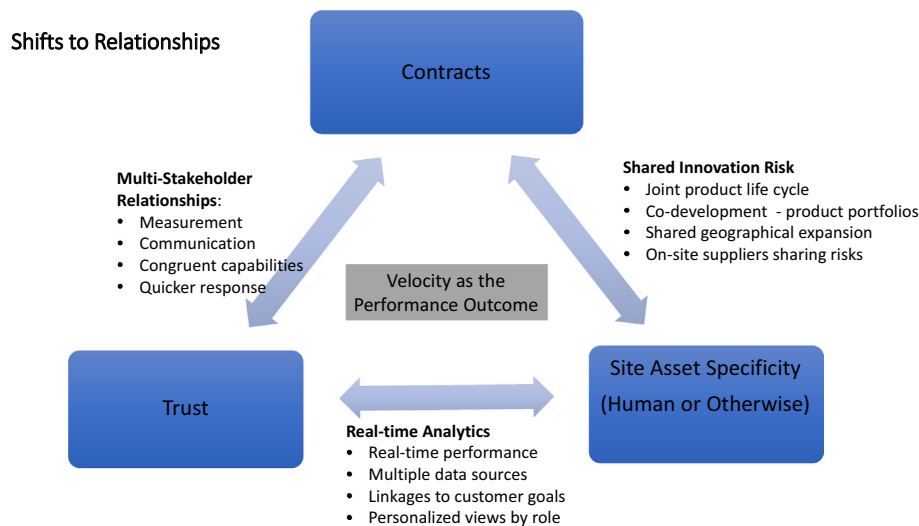 Shifts to Relationships
Contracts
Multi-Stakeholder
Relationships:
• Measurement
• Communication
• Congruent capabilities
• Quicker response
Shared Innovation Risk
• Joint product life cycle
• Co-development - product portfolios
• Shared geographical expansion
• On-site suppliers sharing risks
Velocity as the
Performance Outcome
Trust
Site Asset Specificity
(Human or Otherwise)
Real-time Analytics
• Real-time performance
• Multiple data sources
• Linkages to customer goals
• Personalized views by role